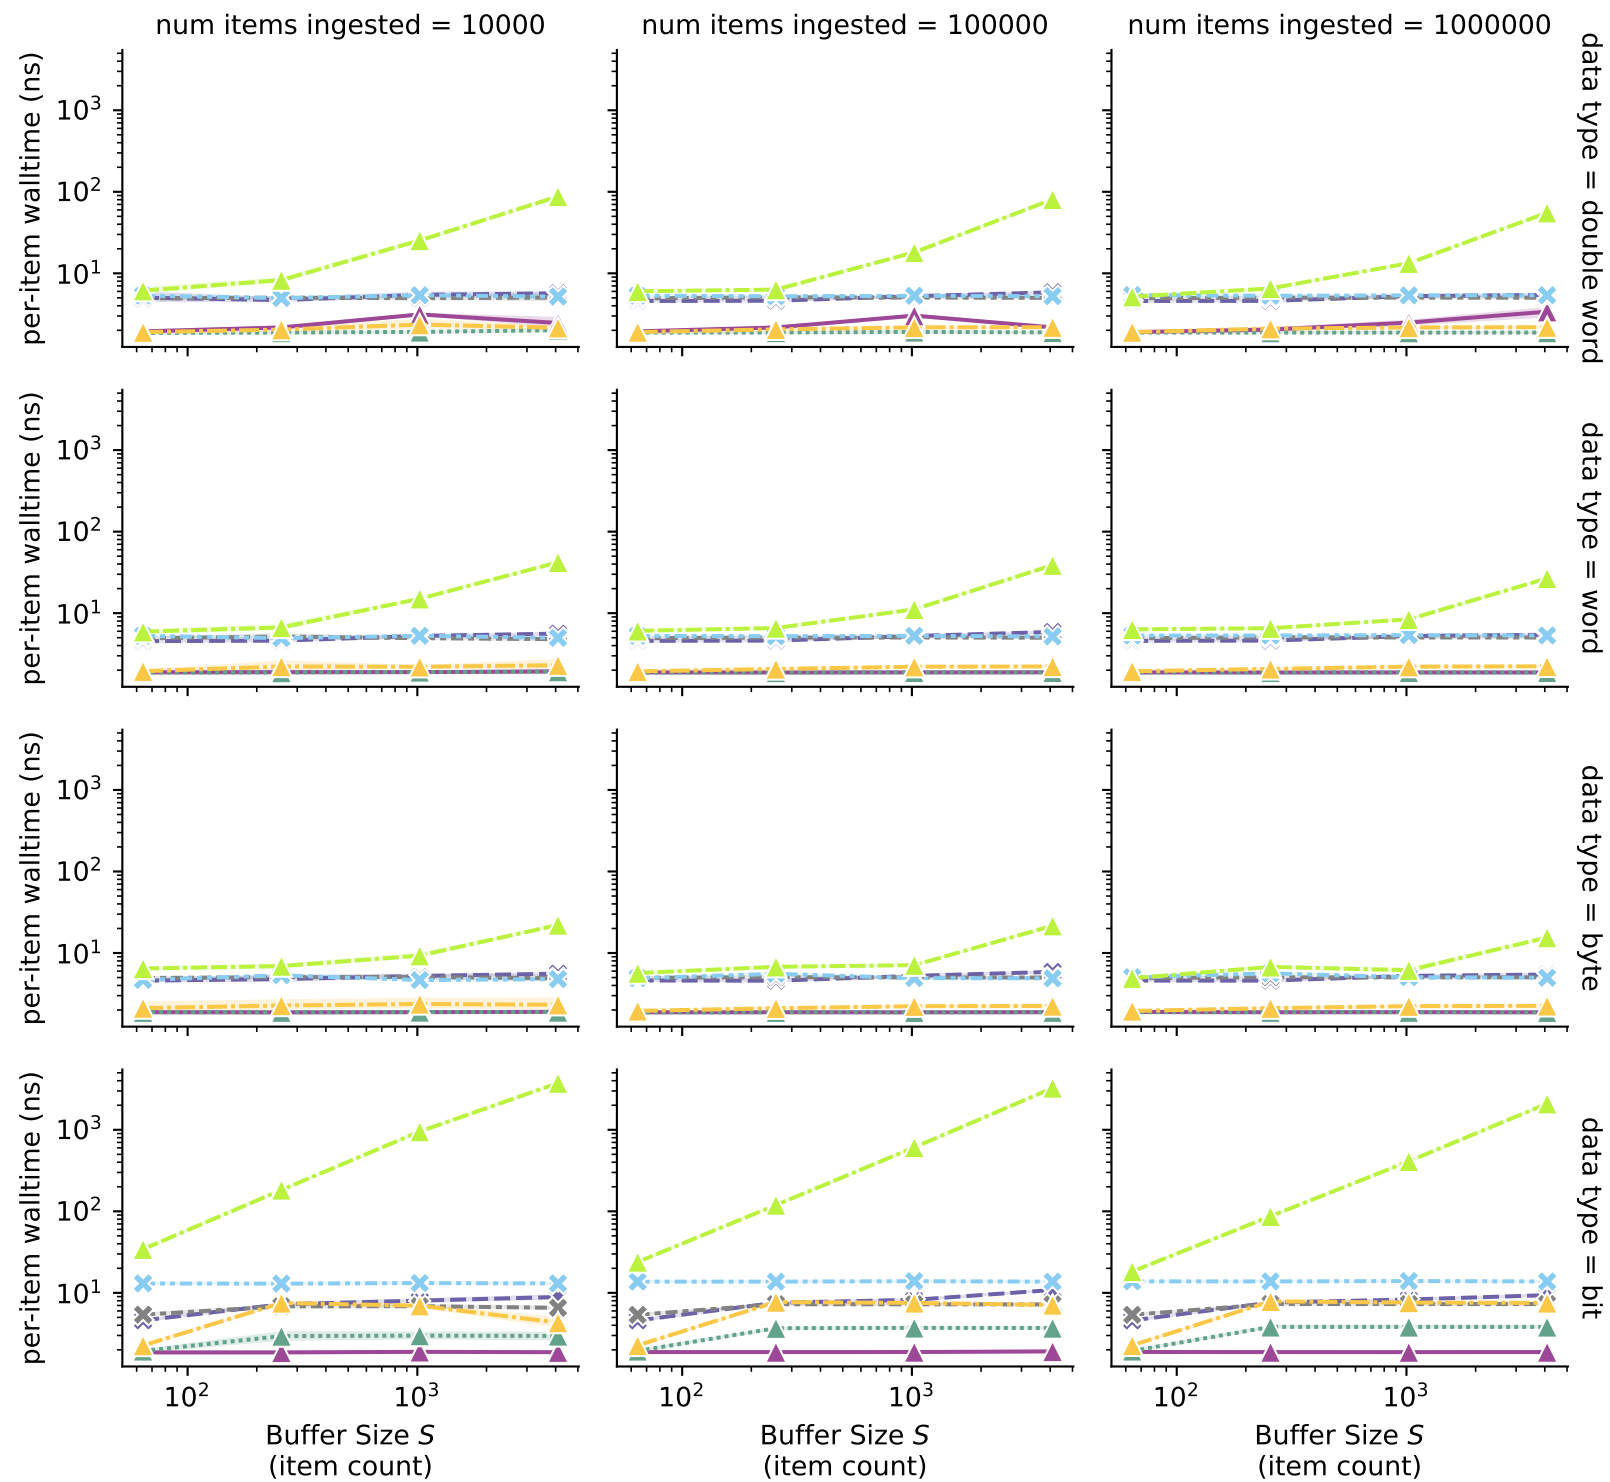 num items ingested = 10000
num items ingested = 100000
num items ingested = 1000000
per-item walltime (ns)
10³
10²
10¹
data type = double word
per-item walltime (ns)
10³
10²
10¹
data type = word
per-item walltime (ns)
10³
10²
10¹
data type = byte
per-item walltime (ns)
10³
10²
10¹
data type = bit
10² 10³
10² 10³
10² 10³
Buffer Size S
(item count)
Buffer Size S
(item count)
Buffer Size S
(item count)